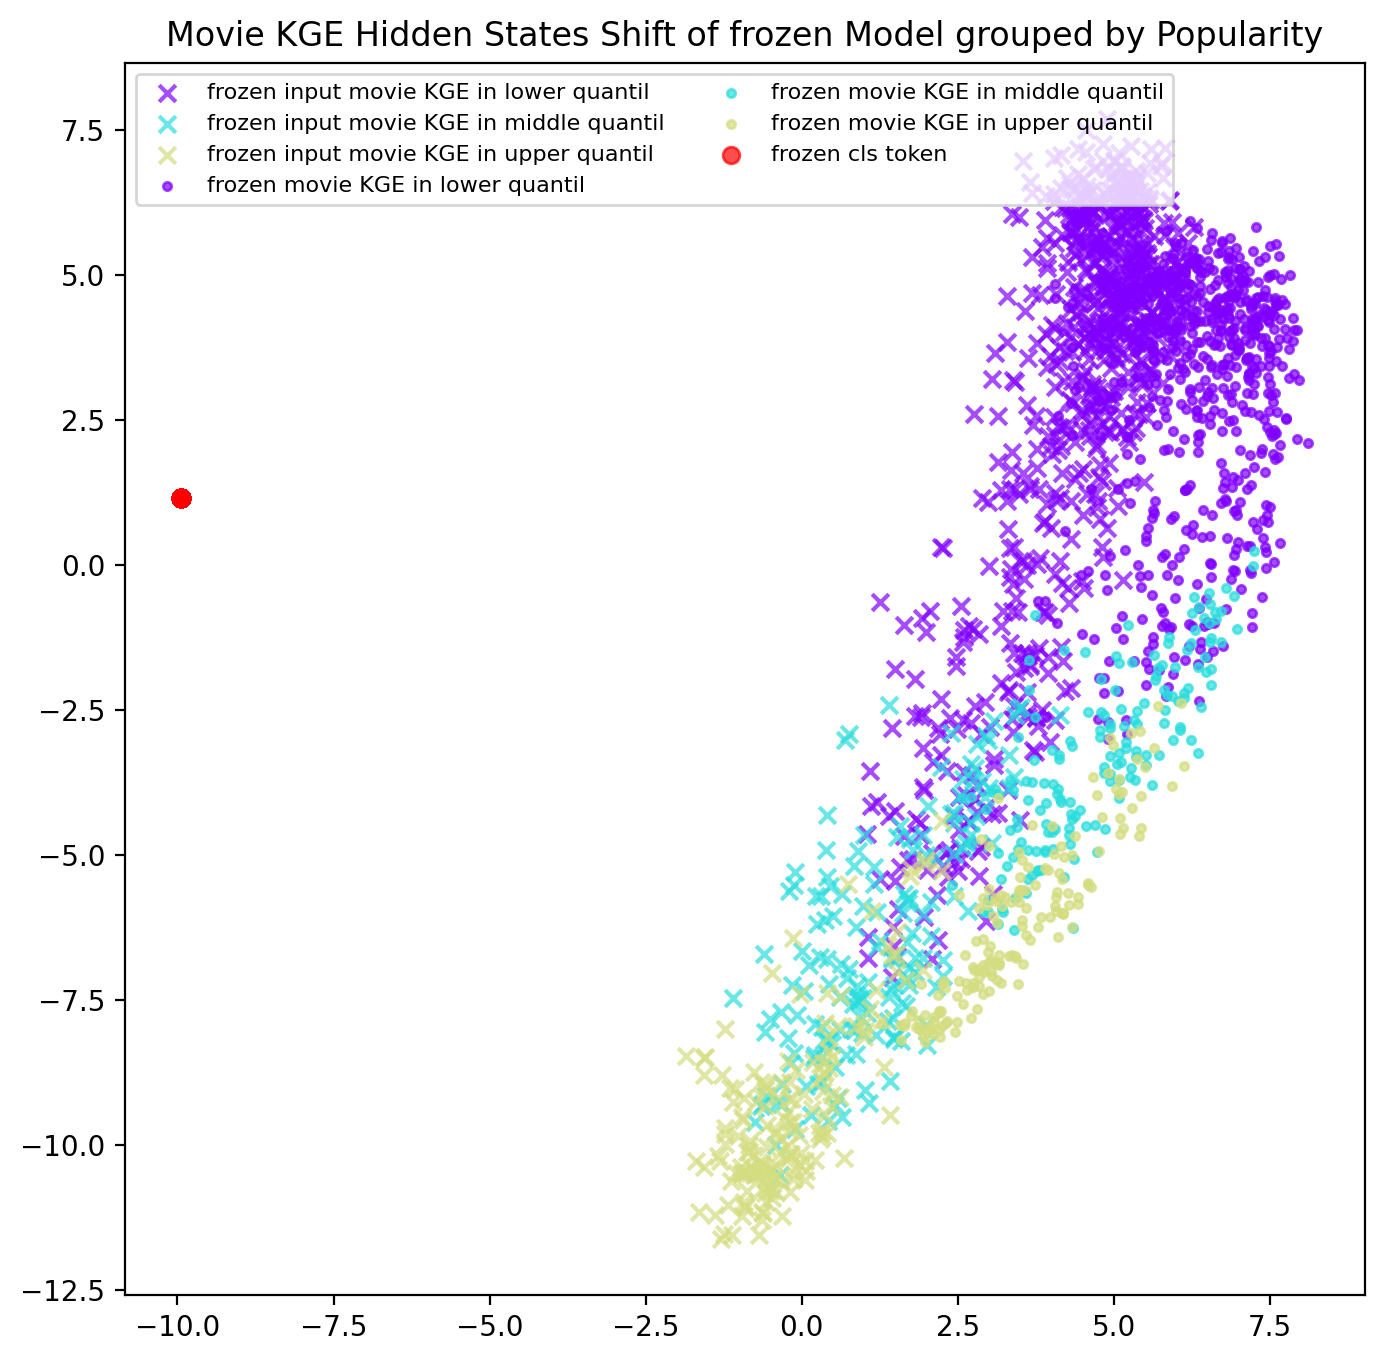 Movie KGE Hidden States Shift of frozen Model grouped by Popularity
frozen input movie KGE in lower quantil
frozen input movie KGE in middle quantil
frozen input movie KGE in upper quantil
frozen movie KGE in lower quantil
frozen movie KGE in middle quantil
frozen movie KGE in upper quantil
frozen cls token
7.5
5.0
2.5
0.0
−2.5
−5.0
−7.5
−10.0
−12.5
−10.0 −7.5 −5.0 −2.5 0.0 2.5 5.0 7.5